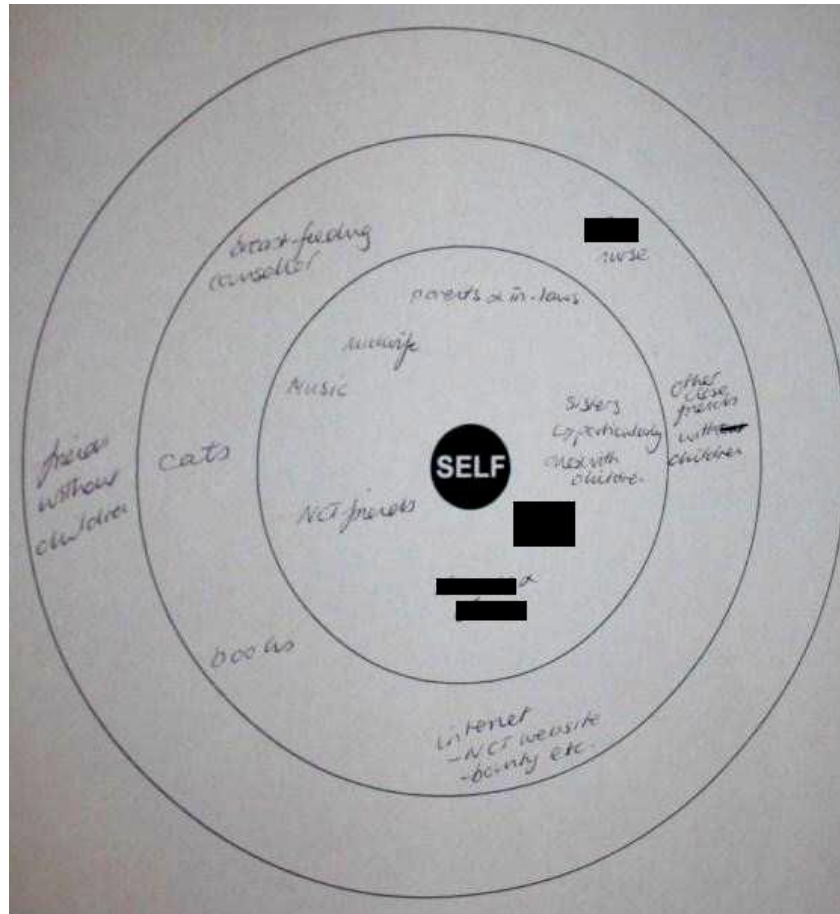 breast-feeding
counsellor
nurse
parents & in-laws
midwife
Music
Sisters
(particularly
ones with
children
other
close
friends
with
children
friends
without
children
cats
SELF
NCT friends
&
books
internet
- NCT website
- bounty etc.